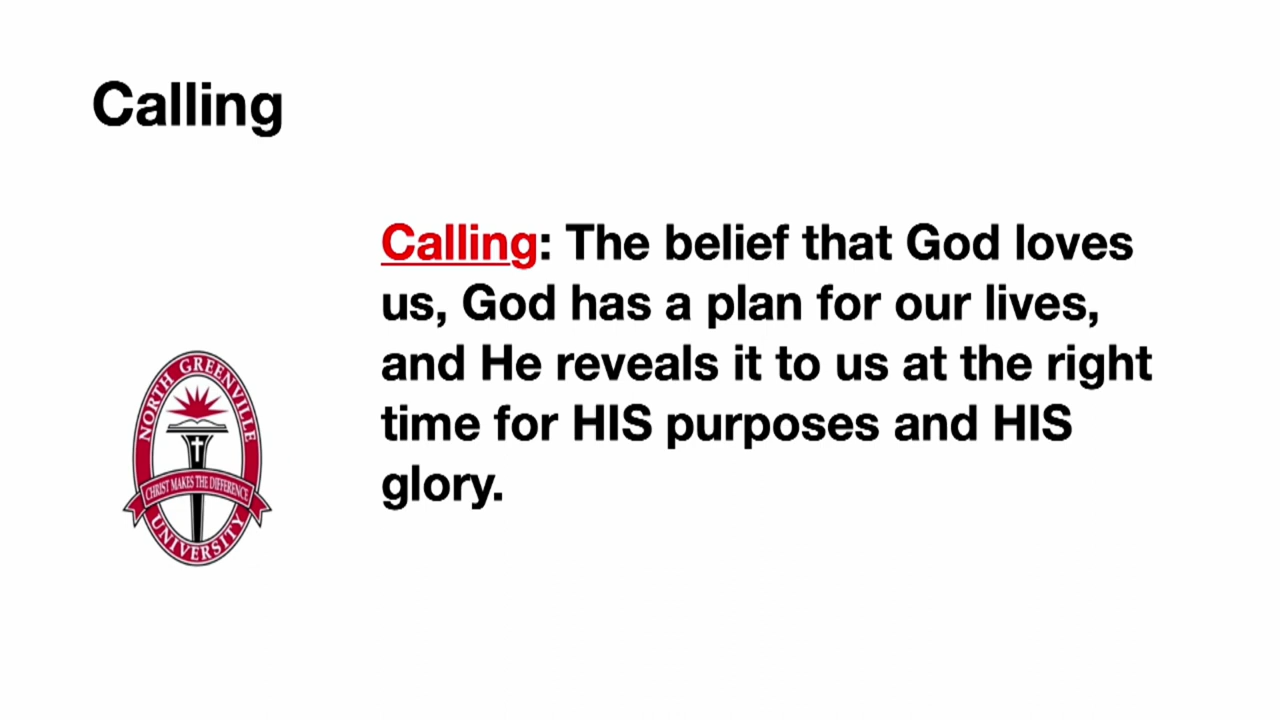 Calling
Calling: The belief that God loves
us, God has a plan for our lives,
and He reveals it to us at the right
time for HIS purposes and HIS
glory.
NORTH GREENVILLE
CHRIST MAKES THE DIFFERENCE
UNIVERSITY